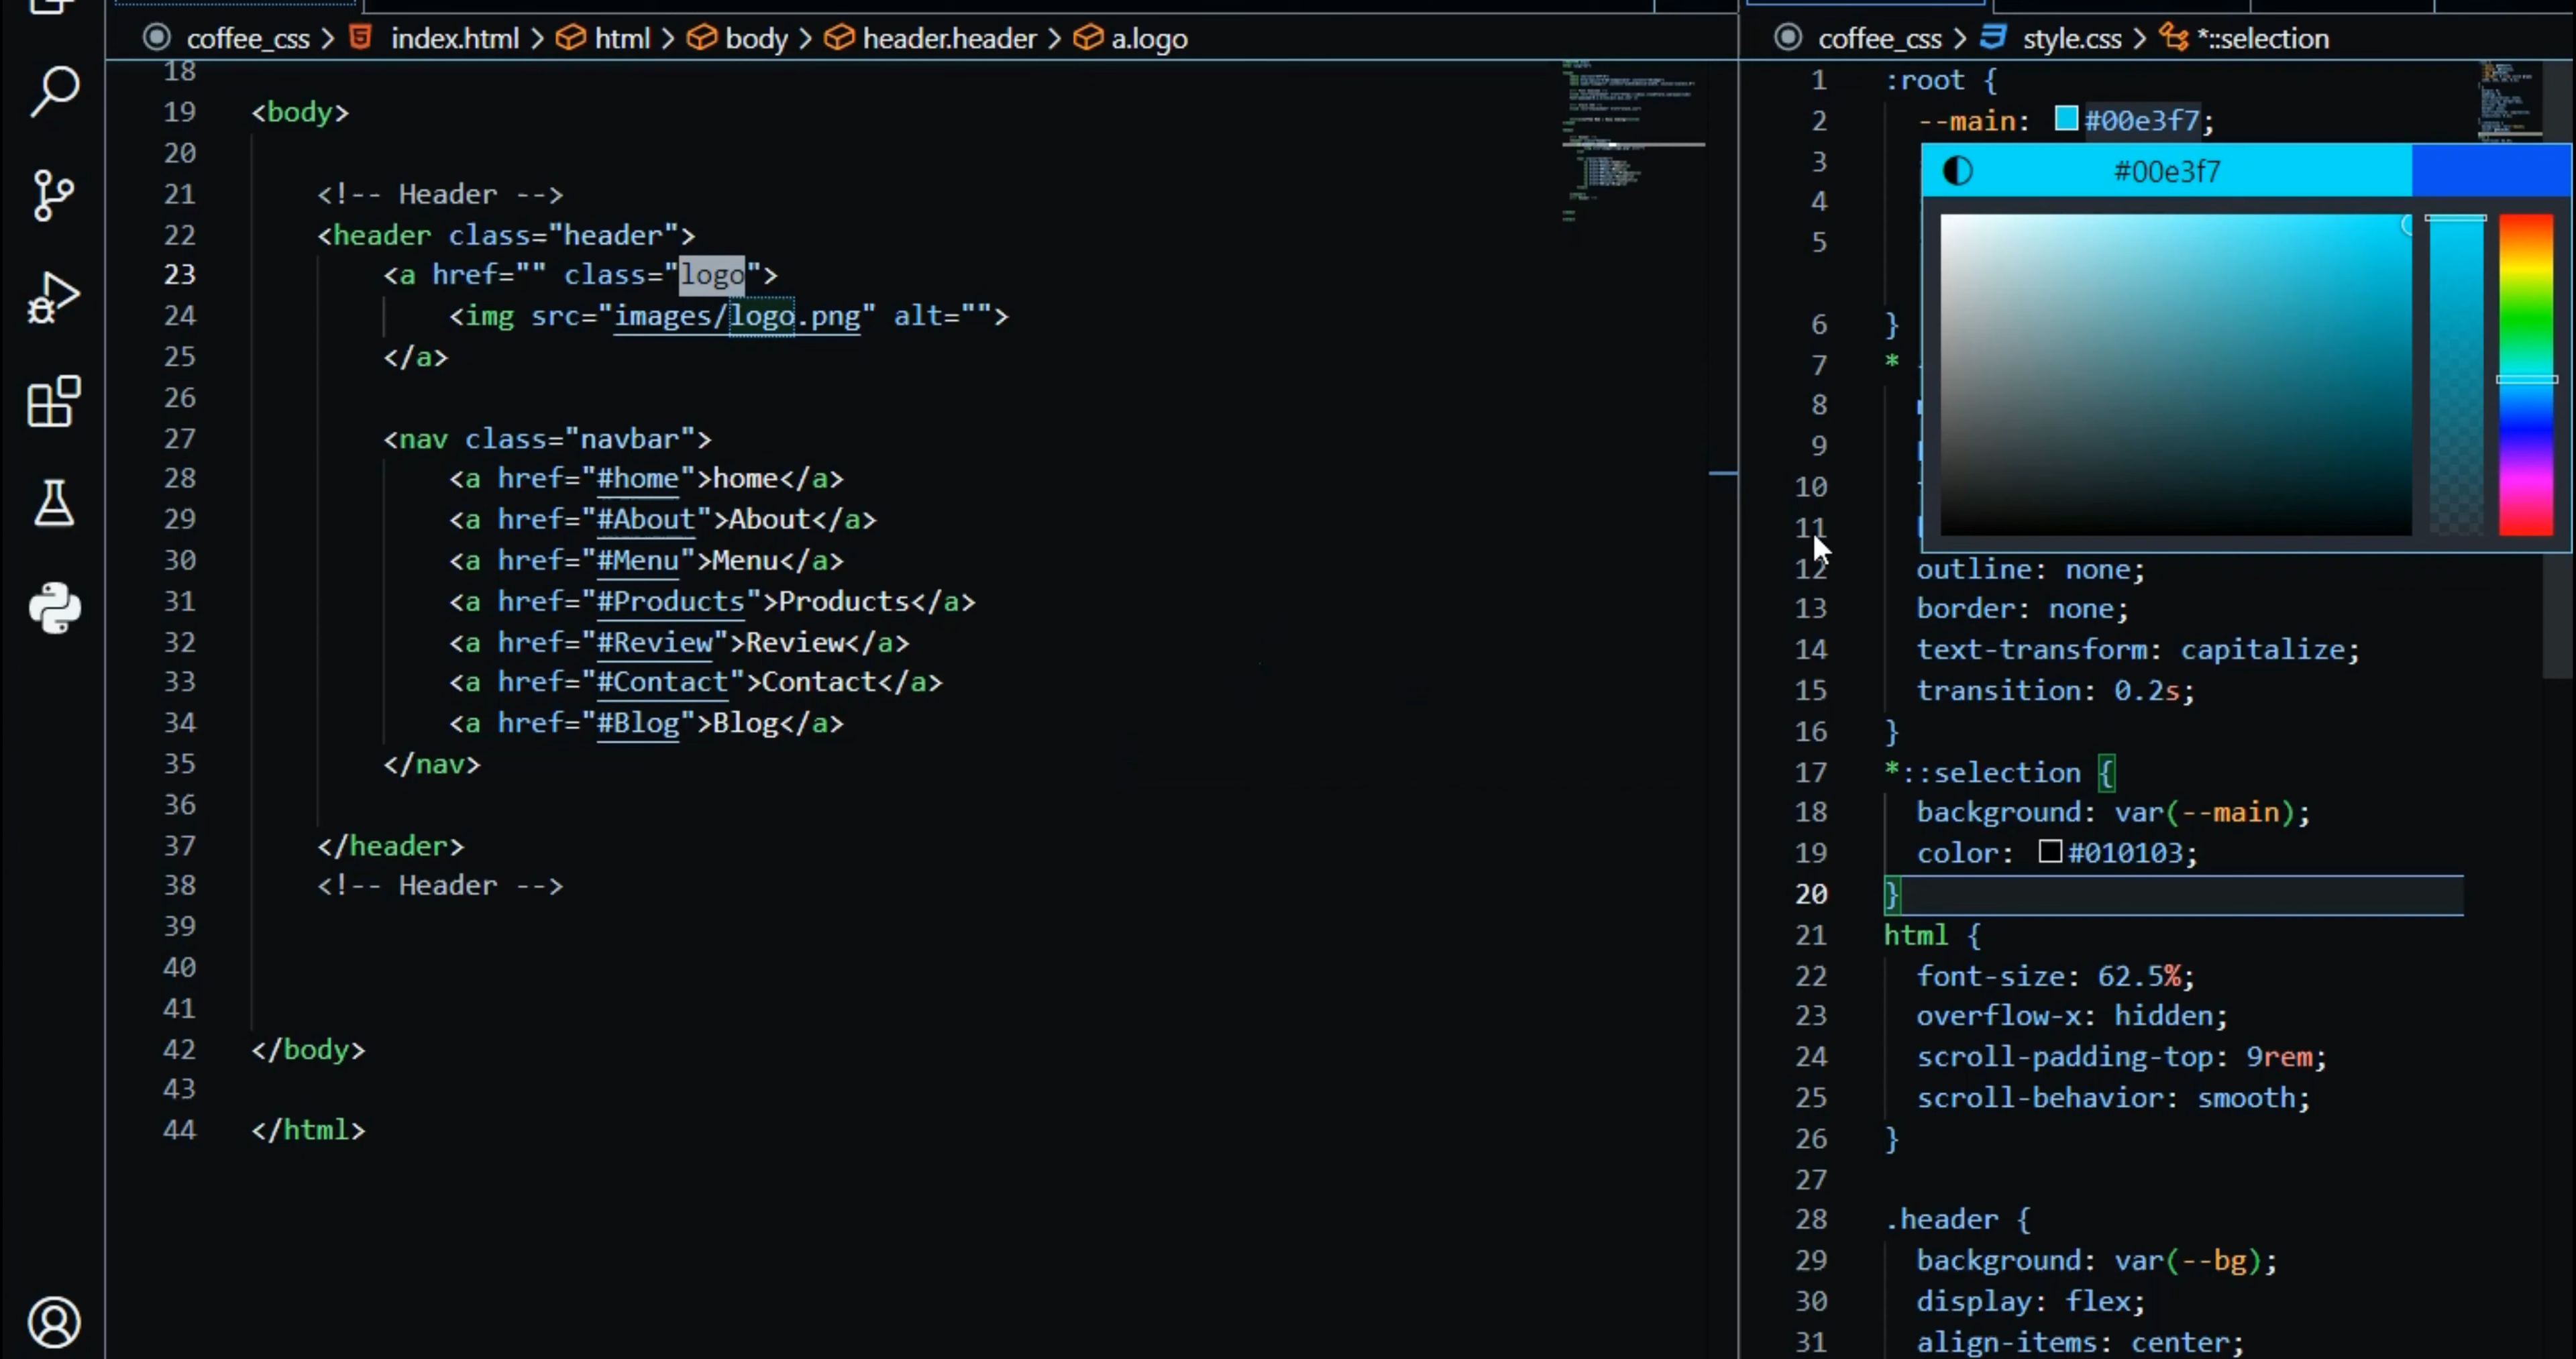 coffee_css > index.html > html > body > header.header > a.logo
18
19 <body>
20
21 <!-- Header -->
22 <header class="header">
23 <a href="" class="logo">
24 <img src="images/logo.png" alt="">
25 </a>
26
27 <nav class="navbar">
28 <a href="#home">home</a>
29 <a href="#About">About</a>
30 <a href="#Menu">Menu</a>
31 <a href="#Products">Products</a>
32 <a href="#Review">Review</a>
33 <a href="#Contact">Contact</a>
34 <a href="#Blog">Blog</a>
35 </nav>
36
37 </header>
38 <!-- Header -->
39
40
41
42 </body>
43
44 </html>
coffee_css > style.css > *::selection
1 :root {
2 --main: #00e3f7;
#00e3f7
3
4
5
6 }
7 *
8
9
10
11
12 outline: none;
13 border: none;
14 text-transform: capitalize;
15 transition: 0.2s;
16 }
17 *::selection {
18 background: var(--main);
19 color: #010103;
20 }
21 html {
22 font-size: 62.5%;
23 overflow-x: hidden;
24 scroll-padding-top: 9rem;
25 scroll-behavior: smooth;
26 }
27
28 .header {
29 background: var(--bg);
30 display: flex;
31 align-items: center;